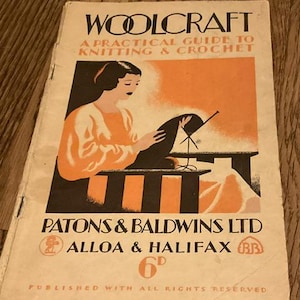 WOOLCRAFT
A PRACTICAL GUIDE TO
KNITTING & CROCHET
PATONS & BALDWINS LTD
ALLOA & HALIFAX
6D
PUBLISHED WITH ALL RIGHTS RESERVED